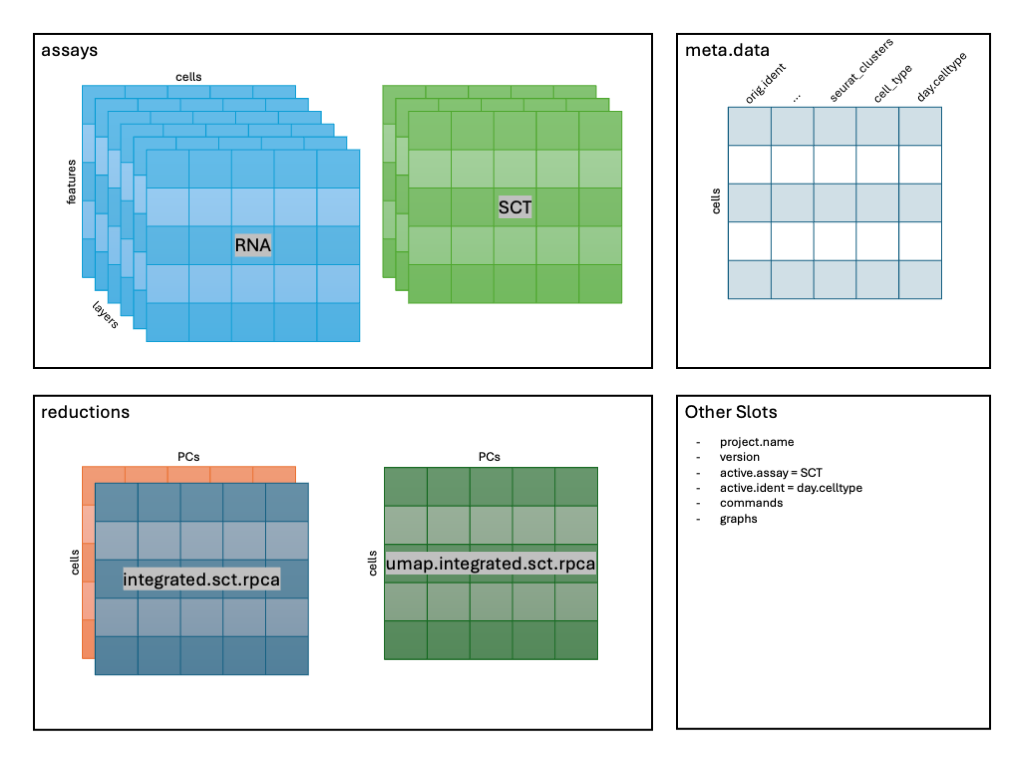 assays
cells
features
layers
RNA
SCT
meta.data
orig.ident
...
seurat_clusters
cell_type
day.celltype
cells
reductions
PCs
cells
integrated.sct.rpca
PCs
cells
umap.integrated.sct.rpca
Other Slots
- project.name
- version
- active.assay = SCT
- active.ident = day.celltype
- commands
- graphs